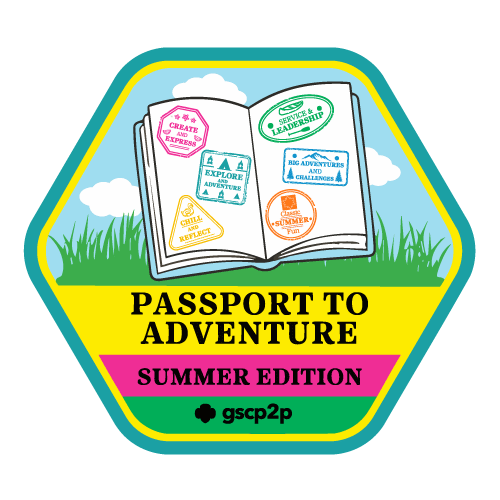 CREATE
AND
EXPRESS
EXPLORE
AND
ADVENTURE
CHILL
AND
REFLECT
SERVICE &
LEADERSHIP
BIG ADVENTURES
AND
CHALLENGES
Classic
SUMMER
Fun
PASSPORT TO
ADVENTURE
SUMMER EDITION
gscp2p